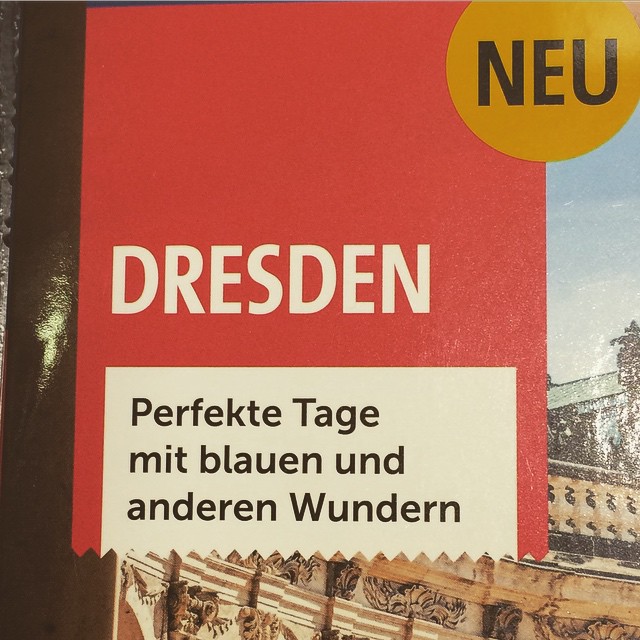 NEU
DRESDEN
Perfekte Tage
mit blauen und
anderen Wundern